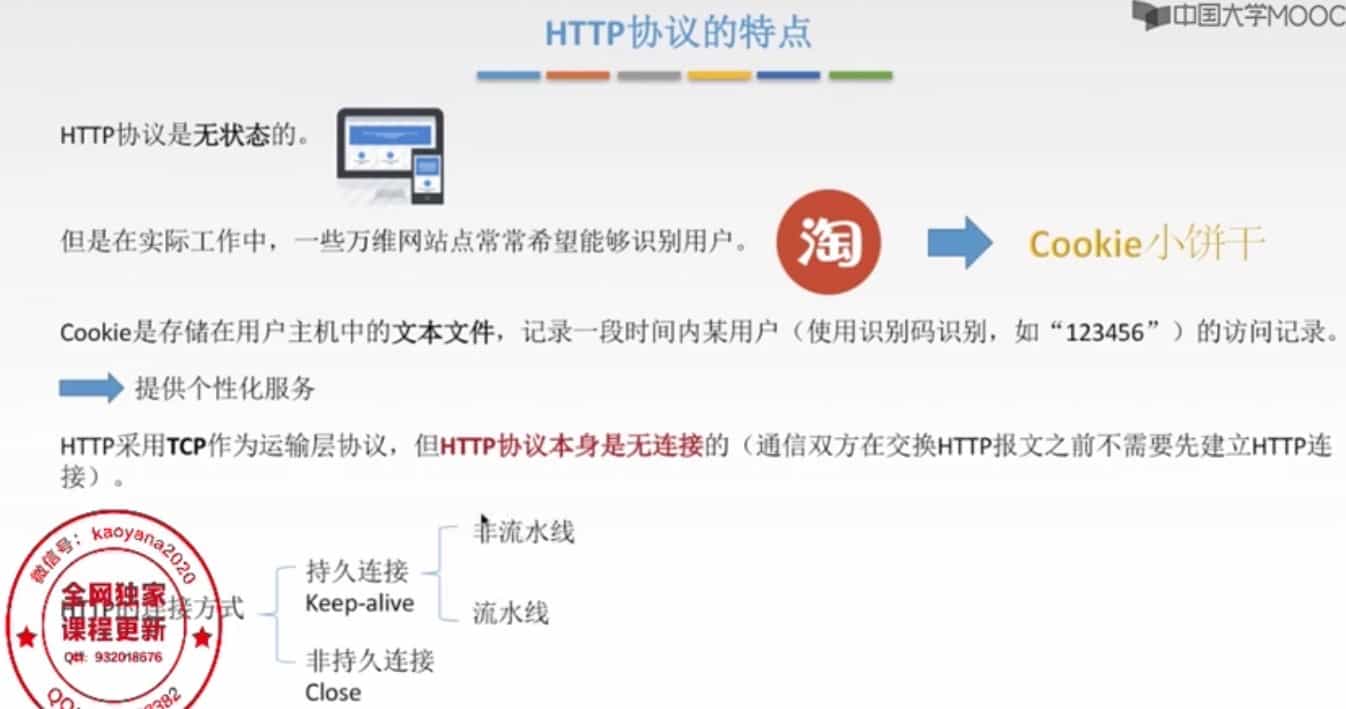 中国大学MOOC
HTTP协议的特点
HTTP协议是无状态的。
但是在实际工作中，一些万维网站点常常希望能够识别用户。
淘
Cookie小饼干
Cookie是存储在用户主机中的文本文件，记录一段时间内某用户（使用识别码识别，如“123456”）的访问记录。
提供个性化服务
HTTP采用TCP作为运输层协议，但HTTP协议本身是无连接的（通信双方在交换HTTP报文之前不需要先建立HTTP连
接）。
非流水线
持久连接
Keep-alive
HTTP的连接方式
流水线
非持久连接
Close
微信号：kaoyana2020
全网独家
课程更新
Q群: 932018676